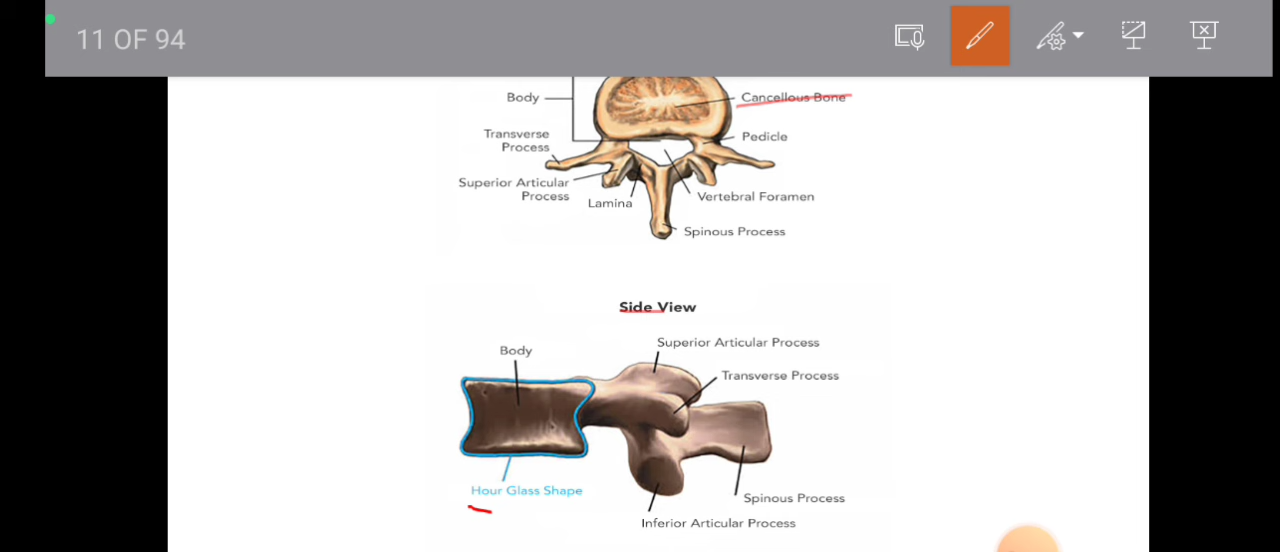 11 OF 94
Body
Cancellous Bone
Transverse
Process
Pedicle
Superior Articular
Process
Lamina
Vertebral Foramen
Spinous Process
Side View
Superior Articular Process
Body
Transverse Process
Hour Glass Shape
Spinous Process
Inferior Articular Process